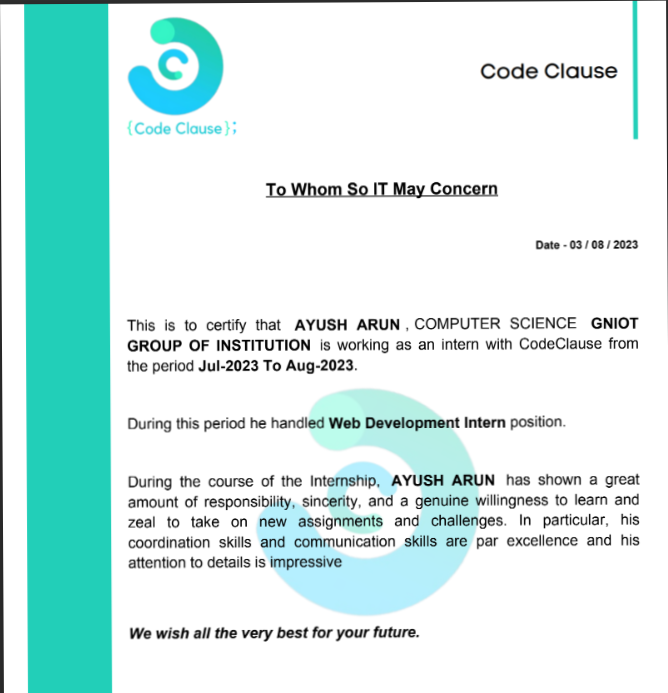 Code Clause
{Code Clause};
To Whom So IT May Concern
Date - 03 / 08 / 2023
This is to certify that AYUSH ARUN , COMPUTER SCIENCE GNIOT
GROUP OF INSTITUTION is working as an intern with CodeClause from
the period Jul-2023 To Aug-2023.
During this period he handled Web Development Intern position.
During the course of the Internship, AYUSH ARUN has shown a great
amount of responsibility, sincerity, and a genuine willingness to learn and
zeal to take on new assignments and challenges. In particular, his
coordination skills and communication skills are par excellence and his
attention to details is impressive
We wish all the very best for your future.